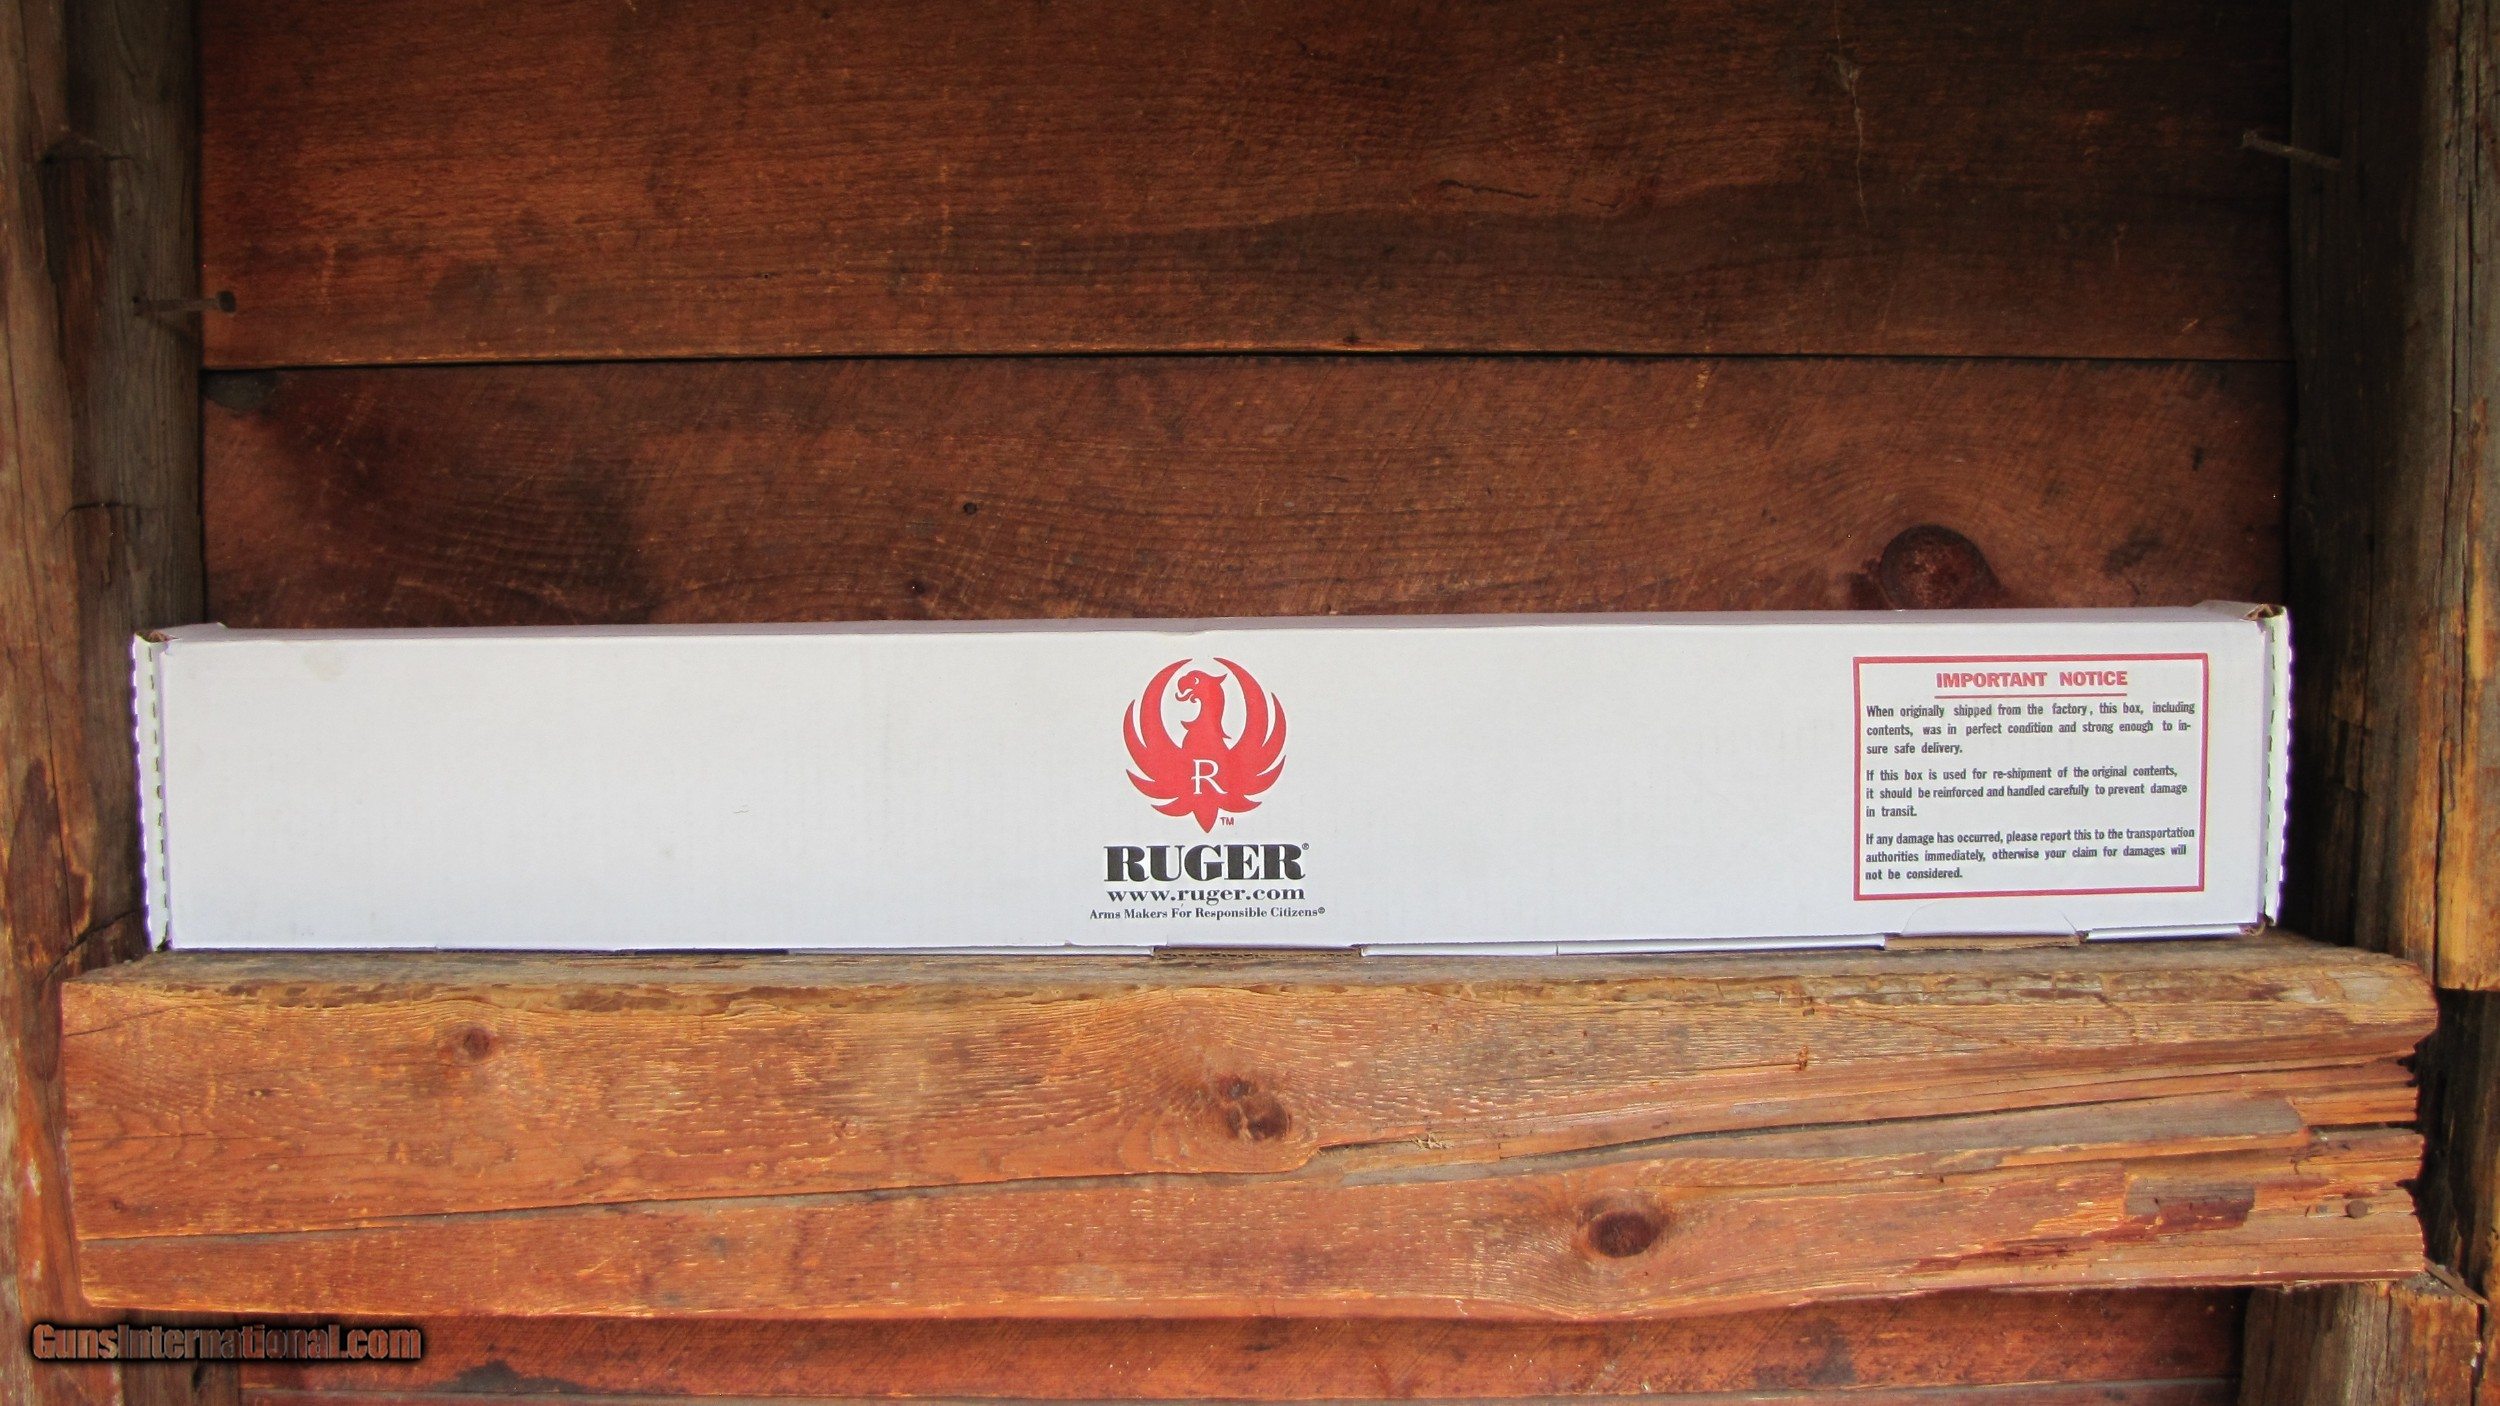 R
TM
RUGER®
www.ruger.com
Arms Makers For Responsible Citizens®
IMPORTANT NOTICE
When originally shipped from the factory, this box, including
contents, was in perfect condition and strong enough to in-
sure safe delivery.
If this box is used for re-shipment of the original contents,
it should be reinforced and handled carefully to prevent damage
in transit.
If any damage has occurred, please report this to the transportation
authorities immediately, otherwise your claim for damages will
not be considered.
GunsInternational.com